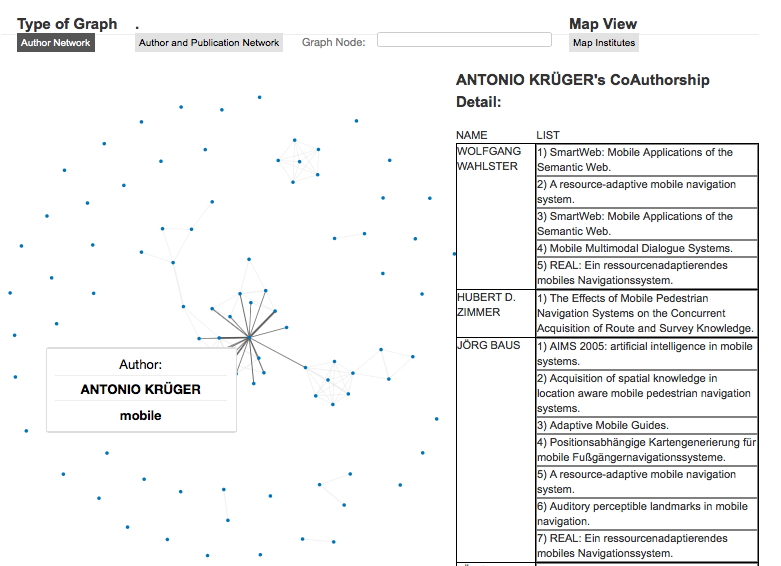 Type of Graph
.
Map View
Author Network
Author and Publication Network
Graph Node:
Map Institutes
ANTONIO KRÜGER's CoAuthorship
Detail:
NAME
LIST
WOLFGANG
WAHLSTER
1) SmartWeb: Mobile Applications of the
Semantic Web.
2) A resource-adaptive mobile navigation
system.
3) SmartWeb: Mobile Applications of the
Semantic Web.
4) Mobile Multimodal Dialogue Systems.
5) REAL: Ein ressourcenadaptierendes
mobiles Navigationssystem.
HUBERT D.
ZIMMER
1) The Effects of Mobile Pedestrian
Navigation Systems on the Concurrent
Acquisition of Route and Survey Knowledge.
JÖRG BAUS
1) AIMS 2005: artificial intelligence in mobile
systems.
2) Acquisition of spatial knowledge in
location aware mobile pedestrian navigation
systems.
3) Adaptive Mobile Guides.
4) Positionsabhängige Kartengenerierung für
mobile Fußgängernavigationssysteme.
5) A resource-adaptive mobile navigation
system.
6) Auditory perceptible landmarks in mobile
navigation.
7) REAL: Ein ressourcenadaptierendes
mobiles Navigationssystem.
Author:
ANTONIO KRÜGER
mobile